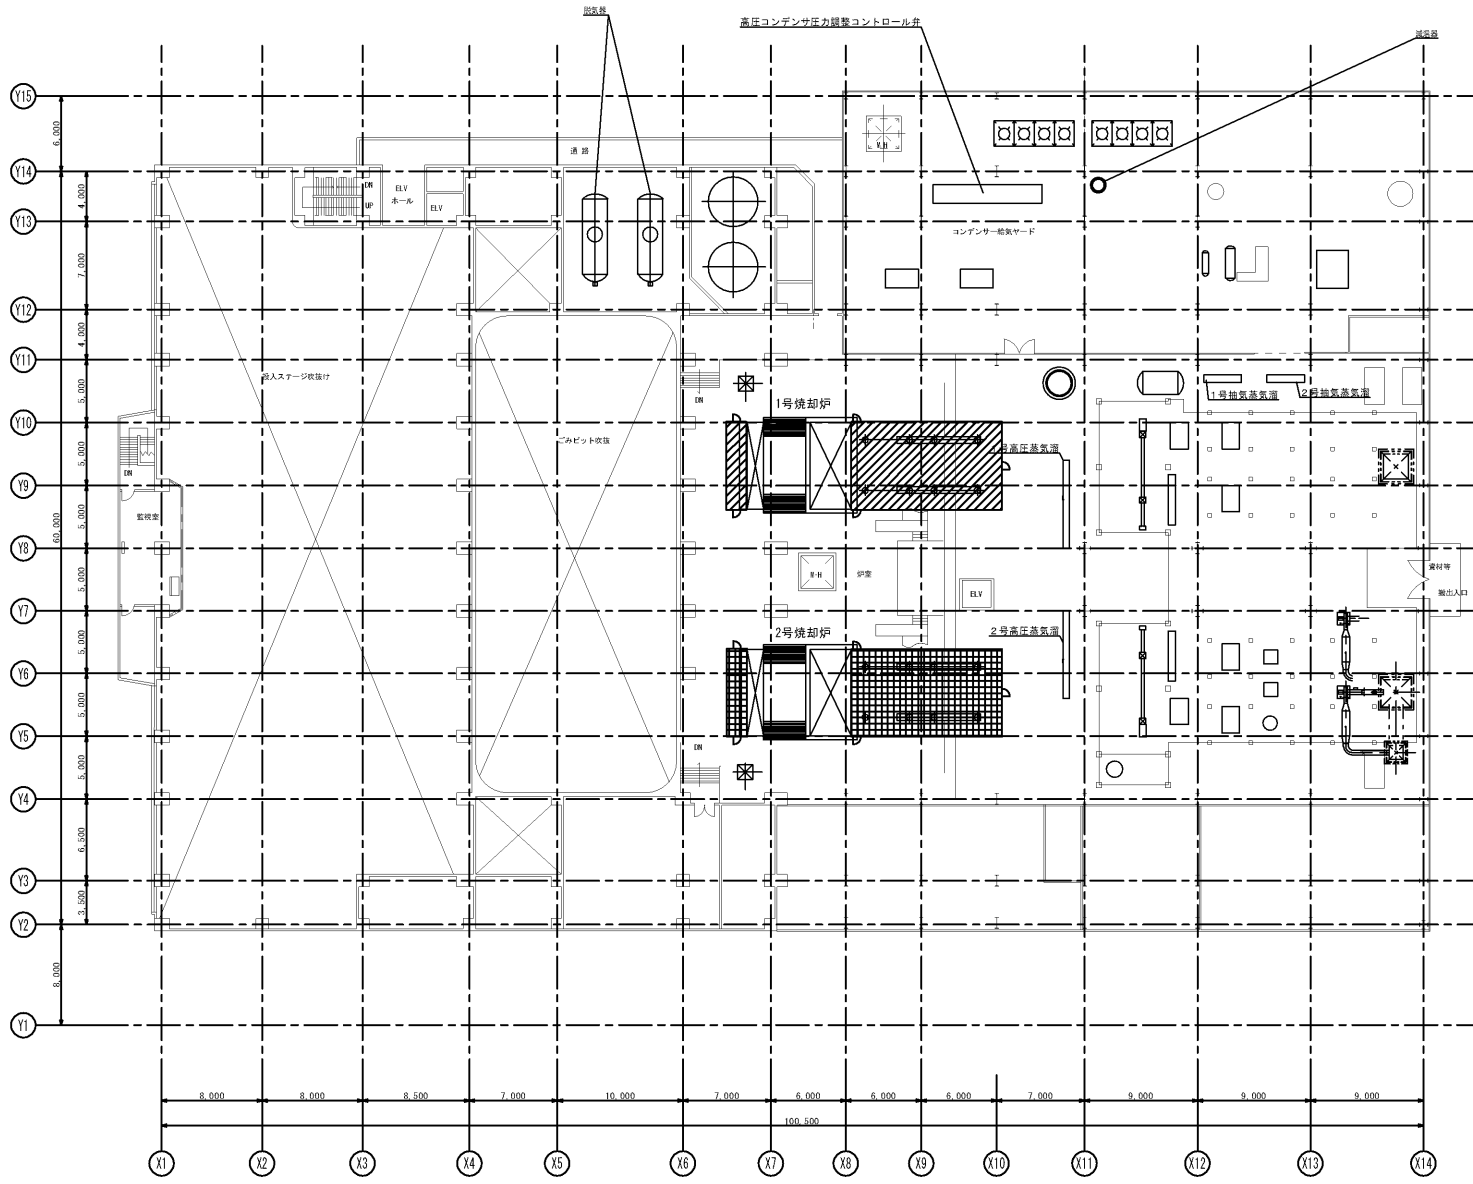 脱気器
高圧コンデンサ圧力調整コントロール弁
減温器
Y15
6,000
通 路
M.H
Y14
DN
ELV
ホール
4,000
UP
ELV
Y13
コンデンサー給気ヤード
7,000
Y12
4,000
Y11
投入ステージ吹抜け
5,000
DN
1号抽気蒸気溜
2号抽気蒸気溜
1号焼却炉
Y10
ごみピット吹抜
号高圧蒸気溜
5,000
DN
Y9
監視室
60,000
5,000
Y8
M-H
炉室
資材等
搬出入口
5,000
ELV
Y7
2号焼却炉
2号高圧蒸気溜
5,000
Y6
5,000
Y5
DN
5,000
Y4
6,500
Y3
3,500
Y2
8,000
Y1
8,000
8,000
8,500
7,000
10,000
7,000
6,000
6,000
6,000
7,000
9,000
9,000
9,000
100,500
X1
X2
X3
X4
X5
X6
X7
X8
X9
X10
X11
X12
X13
X14